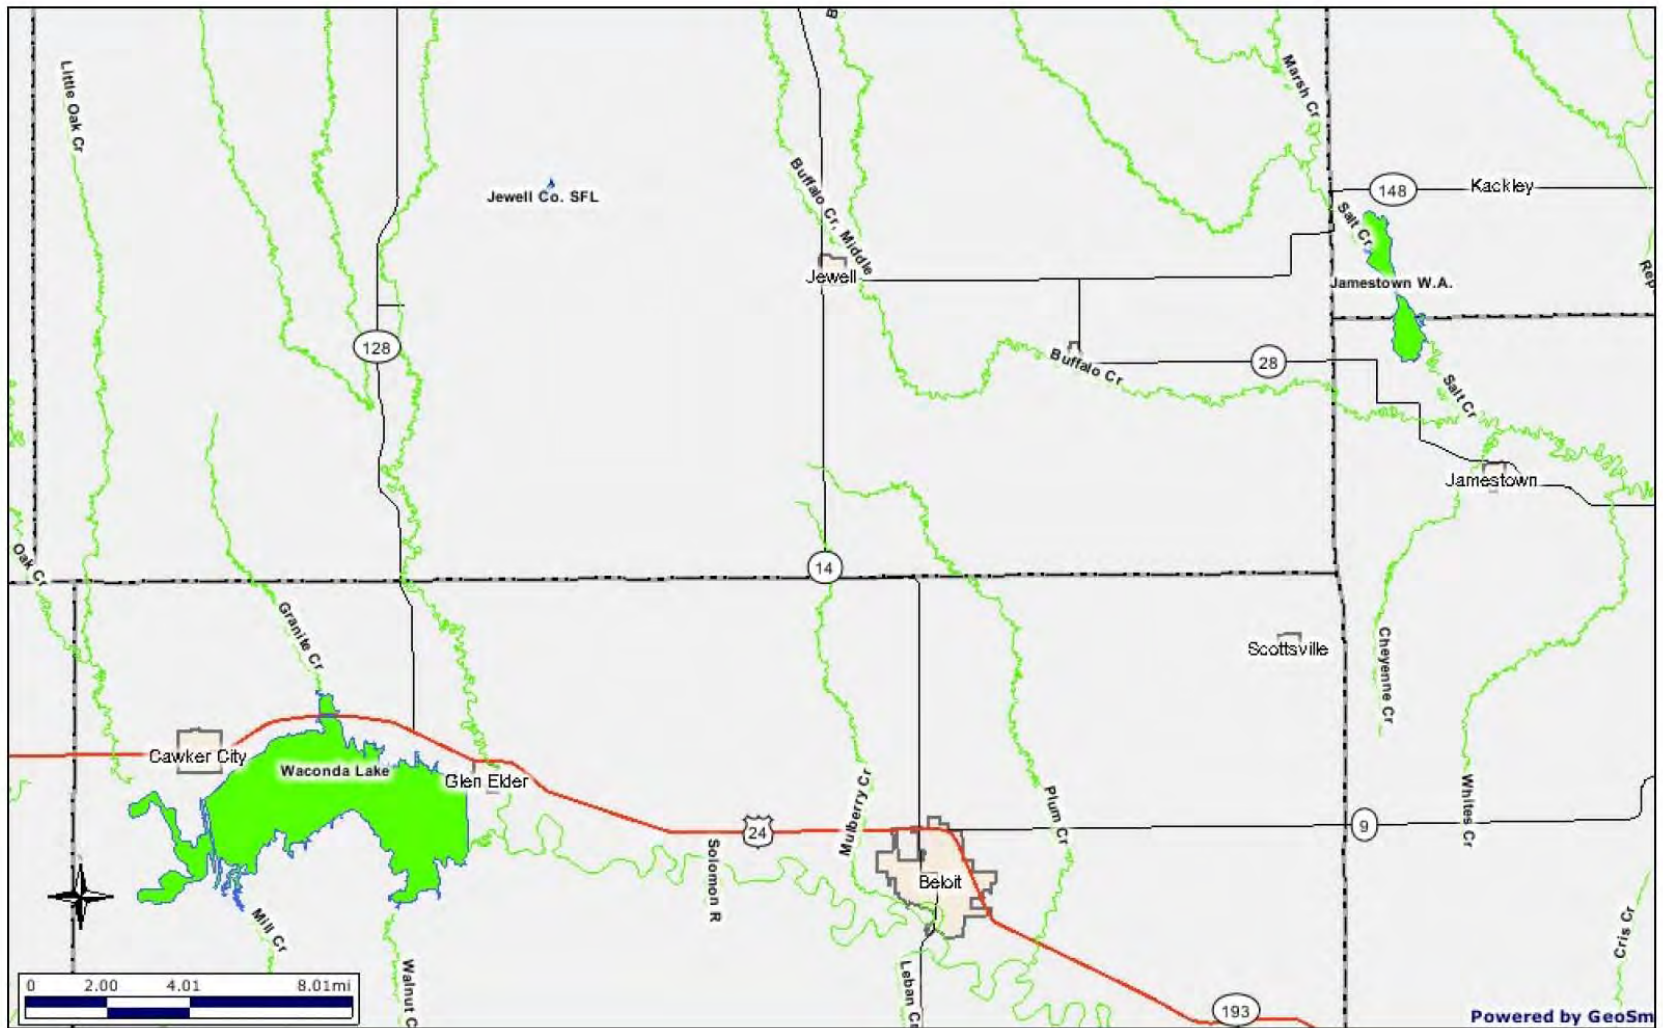 B
Little Oak Cr
Marsh Cr
Jewell Co. SFL
Buffalo Cr, Middle
148
Kackley
Salt Cr
Jewell
Jamestown W.A.
Rep
128
Buffalo Cr
28
Salt Cr
Jamestown
Oak Cr
14
Granite Cr
Scottsville
Cheyenne Cr
Cawker City
Waconda Lake
Glen Elder
Mulberry Cr
Plum Cr
Whites Cr
24
9
Solomon R
Beloit
Mill Cr
Walnut C
Leban Cr
Cris Cr
0 2.00 4.01 8.01mi
193
Powered by GeoSm